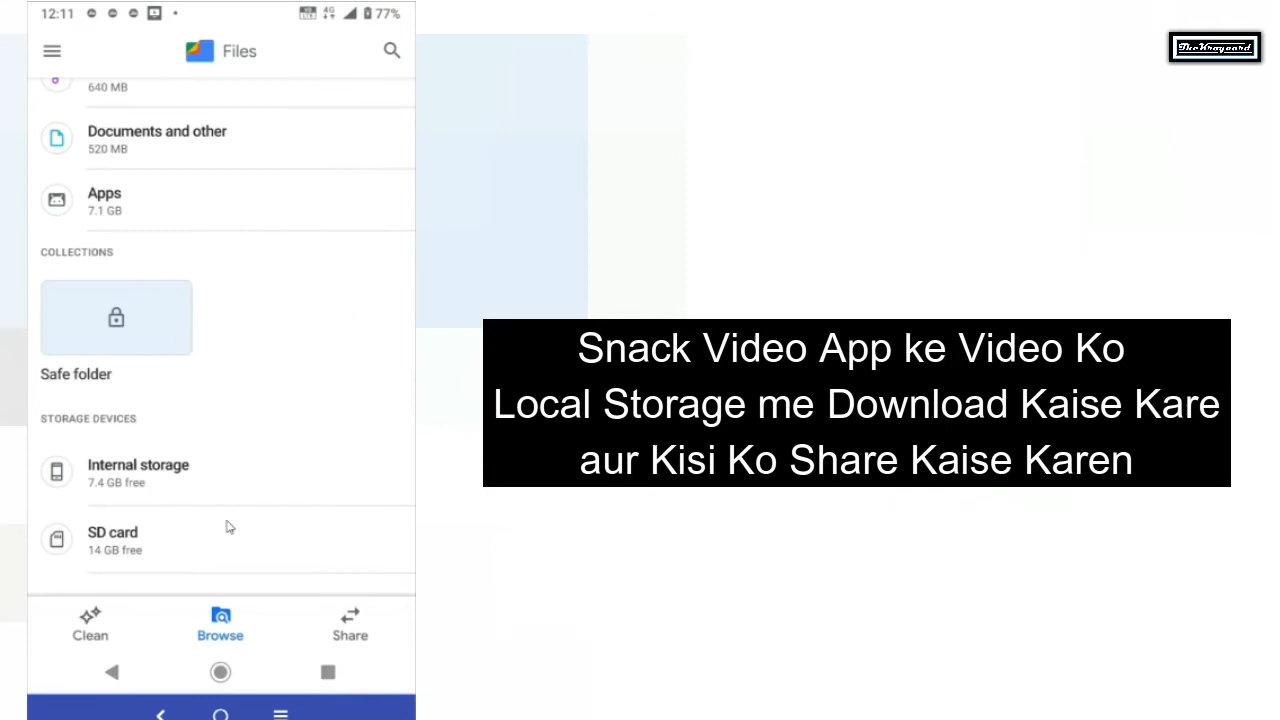 12:11
77%
Files
640 MB
Documents and other
520 MB
Apps
7.1 GB
COLLECTIONS
Safe folder
STORAGE DEVICES
Internal storage
7.4 GB free
SD card
14 GB free
Clean
Browse
Share
Snack Video App ke Video Ko
Local Storage me Download Kaise Kare
aur Kisi Ko Share Kaise Karen